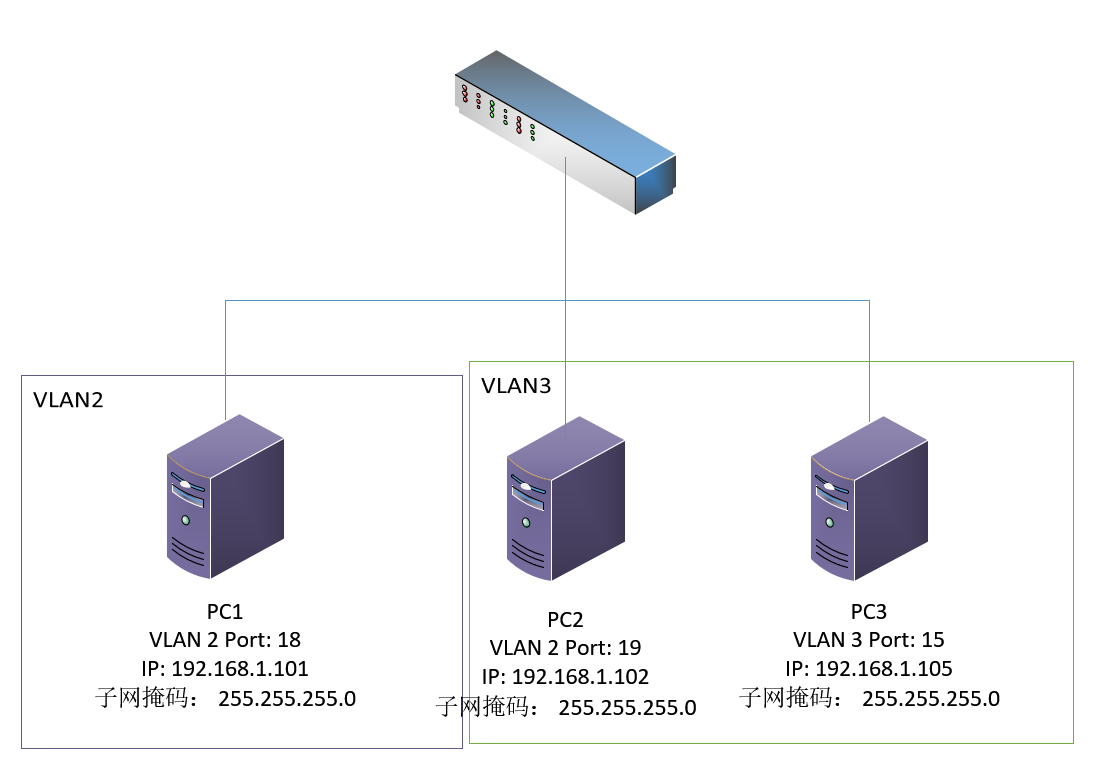 VLAN2
VLAN3
PC1
VLAN 2 Port: 18
IP: 192.168.1.101
子网掩码： 255.255.255.0
PC2
VLAN 2 Port: 19
IP: 192.168.1.102
子网掩码： 255.255.255.0
PC3
VLAN 3 Port: 15
IP: 192.168.1.105
子网掩码： 255.255.255.0